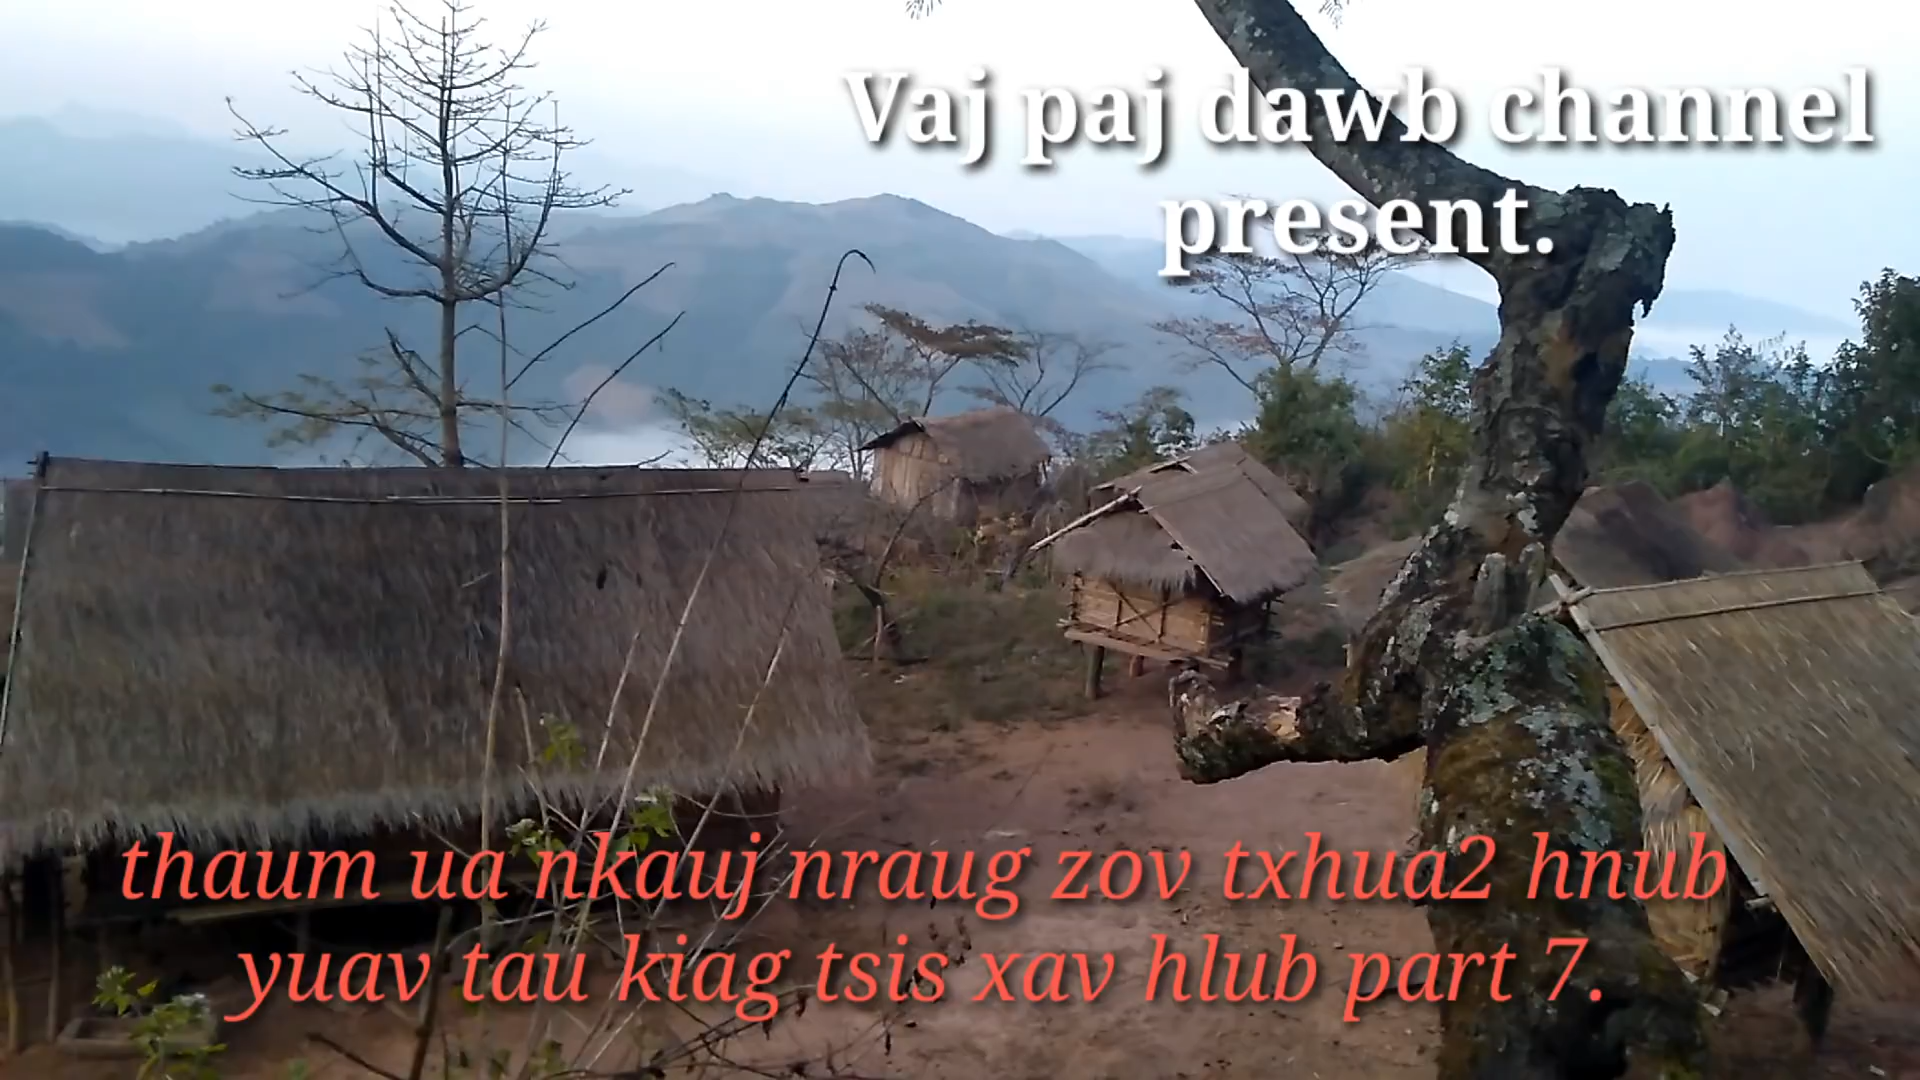 Vaj paj dawb channel
present.
thaum ua nkauj nraug zov txhua2 hnub
yuav tau kiag tsis xav hlub part 7.